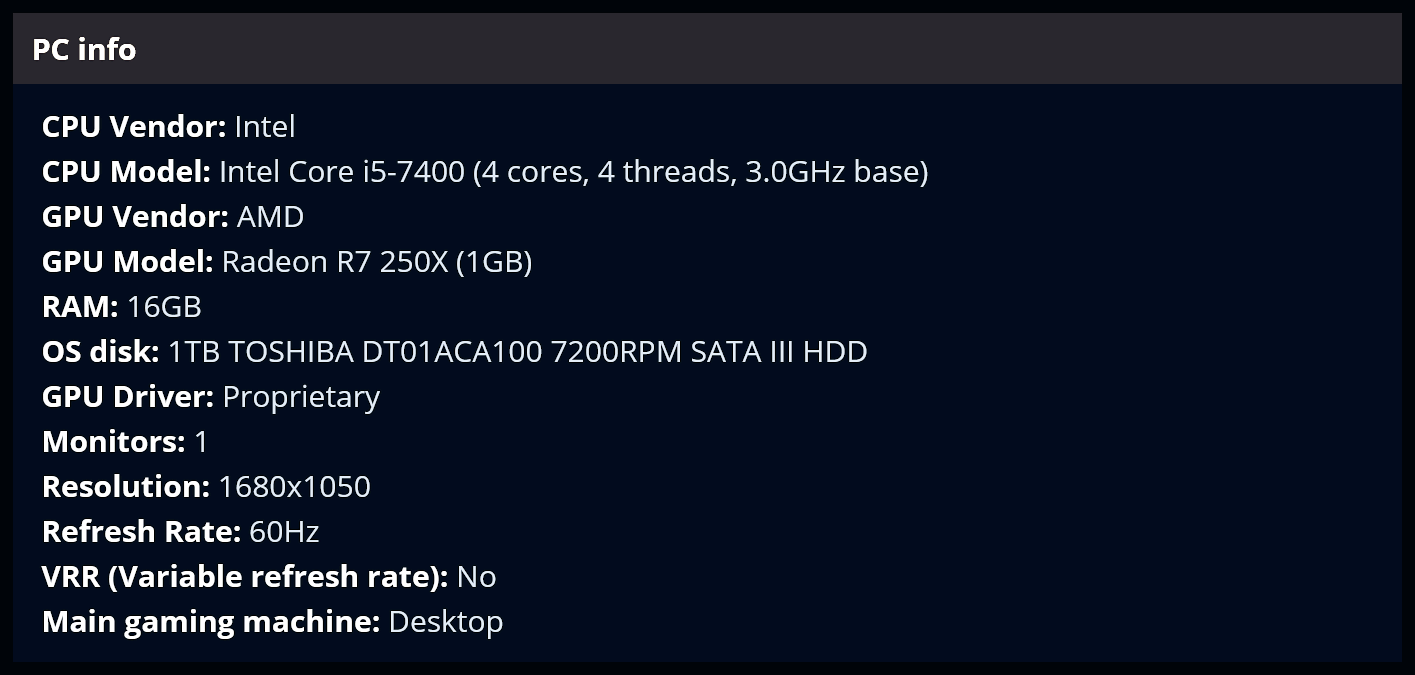 PC info
CPU Vendor: Intel
CPU Model: Intel Core i5-7400 (4 cores, 4 threads, 3.0GHz base)
GPU Vendor: AMD
GPU Model: Radeon R7 250X (1GB)
RAM: 16GB
OS disk: 1TB TOSHIBA DT01ACA100 7200RPM SATA III HDD
GPU Driver: Proprietary
Monitors: 1
Resolution: 1680x1050
Refresh Rate: 60Hz
VRR (Variable refresh rate): No
Main gaming machine: Desktop